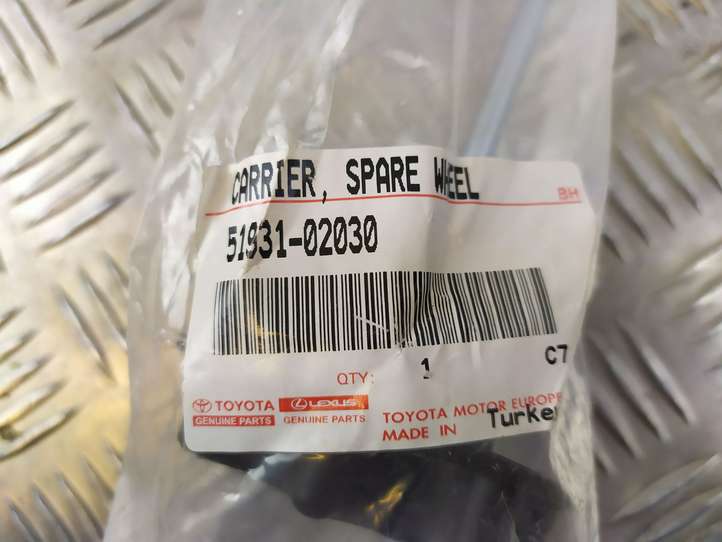 CARRIER, SPARE WHEEL
BH
51931-02030
QTY: 1 C7
TOYOTA LEXUS
GENUINE PARTS GENUINE PARTS
TOYOTA MOTOR EUROPE
MADE IN Turkey